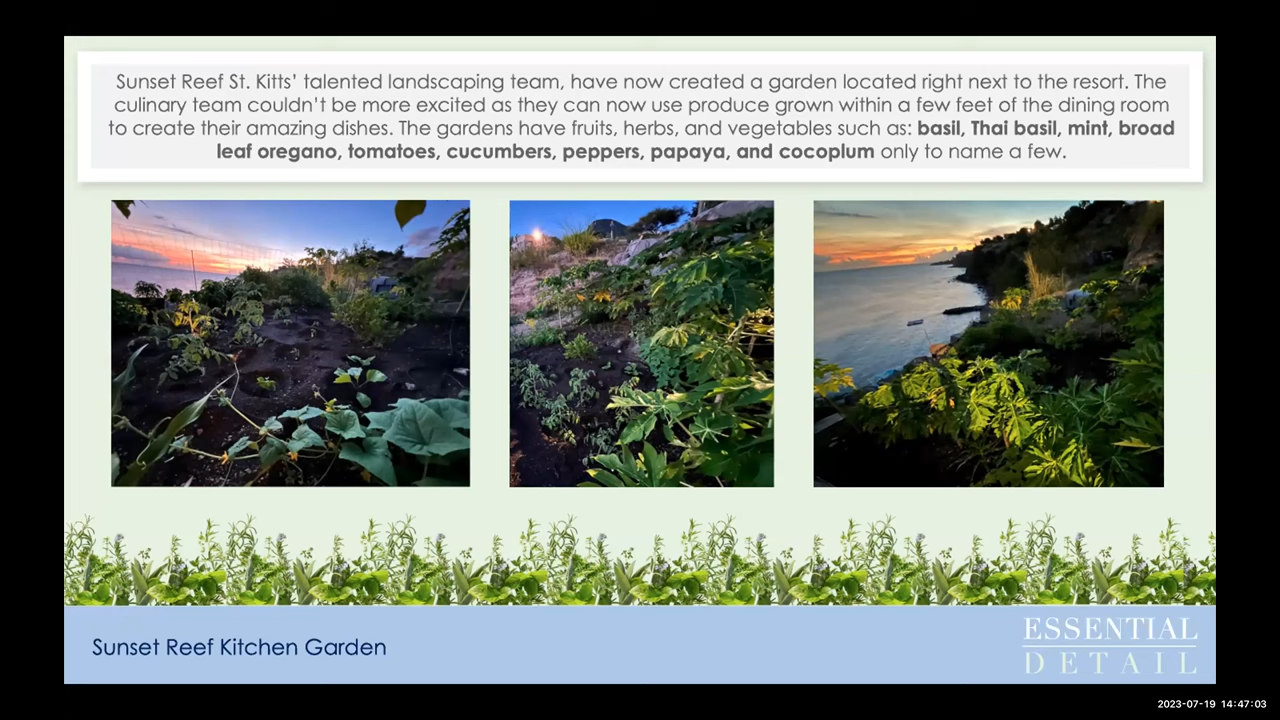 Sunset Reef St. Kitts’ talented landscaping team, have now created a garden located right next to the resort. The
culinary team couldn't be more excited as they can now use produce grown within a few feet of the dining room
to create their amazing dishes. The gardens have fruits, herbs, and vegetables such as: basil, Thai basil, mint, broad
leaf oregano, tomatoes, cucumbers, peppers, papaya, and cocoplum only to name a few.
Sunset Reef Kitchen Garden
ESSENTIAL
DETAIL
2023-07-19 14:47:03